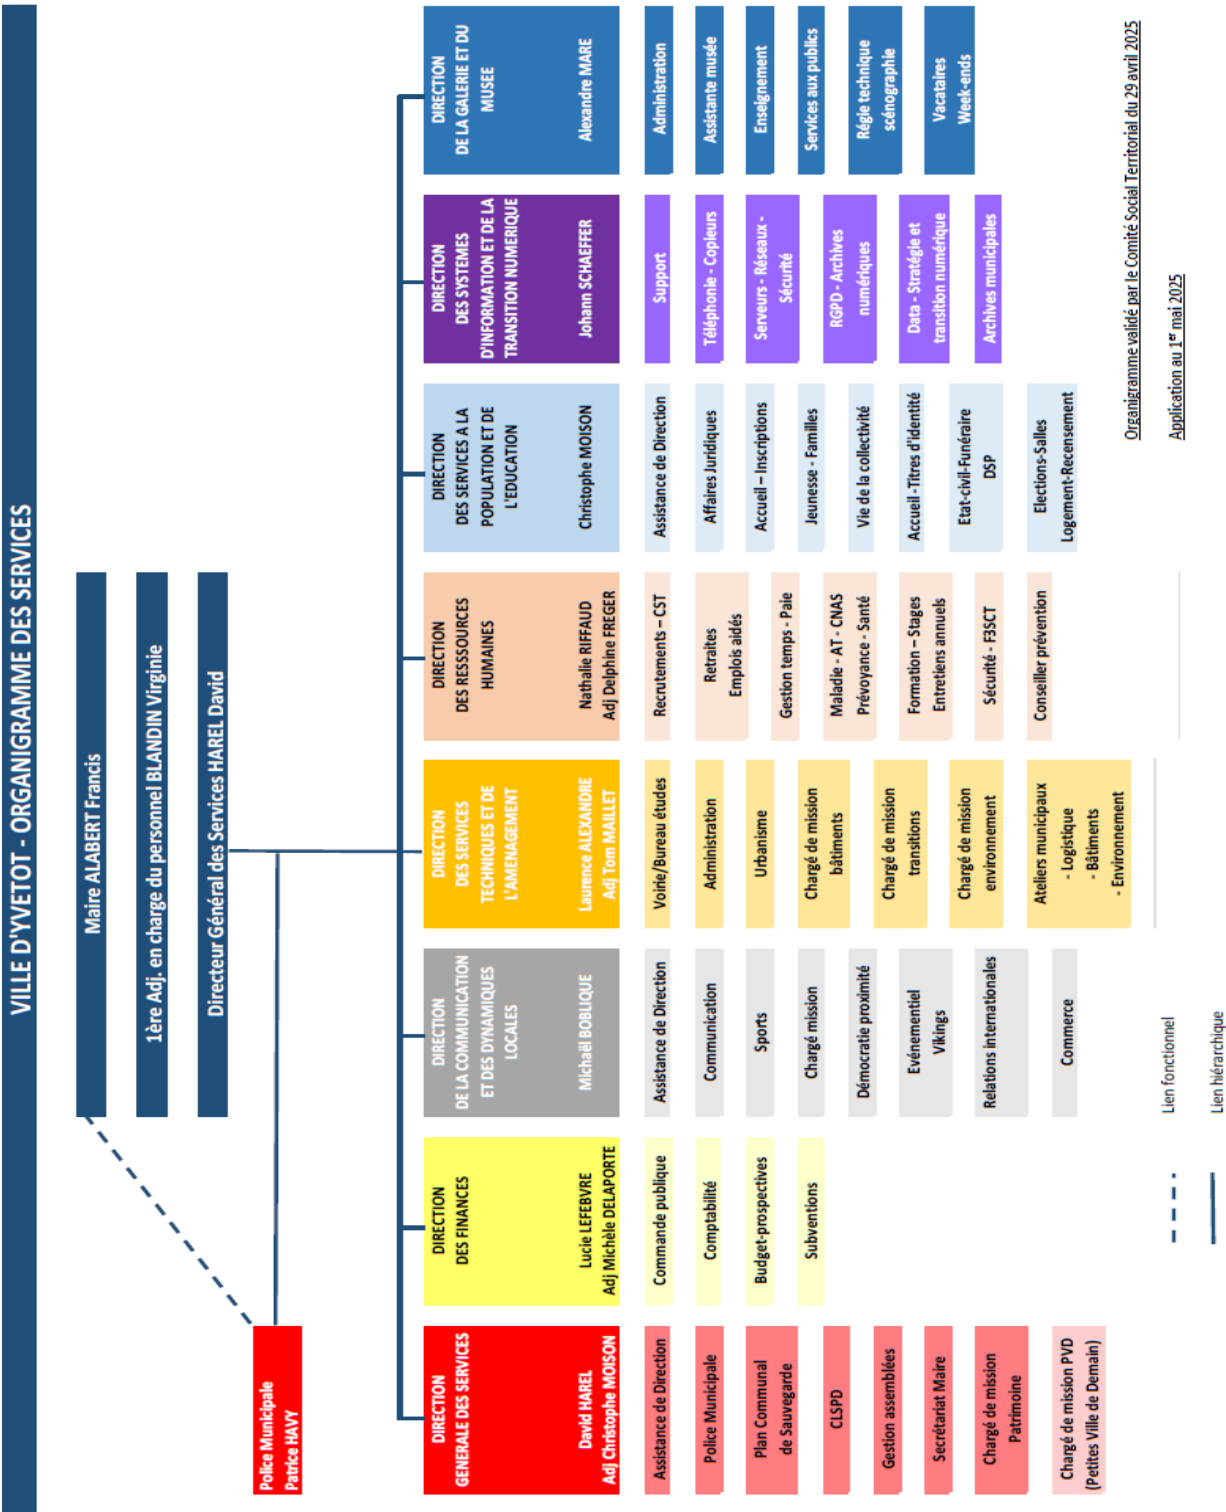 VILLE D'YVETOT - ORGANIGRAMME DES SERVICES
Maire ALABERT Francis
1ère Adj. en charge du personnel BLANDIN Virginie
Directeur Général des Services HAREL David
Police Municipale
Patrice HAVY
DIRECTION
GENERALE DES SERVICES
David HAREL
Adj Christophe MOISON
Assistance de Direction
Police Municipale
Plan Communal
de Sauvegarde
CLSPD
Gestion assemblées
Secrétariat Maire
Chargé de mission
Patrimoine
Chargé de mission PVD
(Petites Ville de Demain)
DIRECTION
DES FINANCES
Lucie LEFEBVRE
Adj Michèle DELAPORTE
Commande publique
Comptabilité
Budget-prospectives
Subventions
DIRECTION
DE LA COMMUNICATION
ET DES DYNAMIQUES
LOCALES
Michaël BOBLIQUE
Assistance de Direction
Communication
Sports
Chargé mission
Démocratie proximité
Evénementiel
Vikings
Relations internationales
Commerce
DIRECTION
DES SERVICES
TECHNIQUES ET DE
L'AMENAGEMENT
Laurence ALEXANDRE
Adj Tom MAILLET
Voirie/Bureau études
Administration
Urbanisme
Chargé de mission
bâtiments
Chargé de mission
transitions
Chargé de mission
environnement
Ateliers municipaux
- Logistique
- Bâtiments
- Environnement
DIRECTION
DES RESSSOURCES
HUMAINES
Nathalie RIFFAUD
Adj Delphine FREGER
Recrutements – CST
Retraites
Emplois aidés
Gestion temps - Paie
Maladie - AT - CNAS
Prévoyance - Santé
Formation – Stages
Entretiens annuels
Sécurité - F3SCT
Conseiller prévention
DIRECTION
DES SERVICES A LA
POPULATION ET DE
L'EDUCATION
Christophe MOISON
Assistance de Direction
Affaires Juridiques
Accueil – Inscriptions
Jeunesse - Familles
Vie de la collectivité
Accueil -Titres d'identité
Etat-civil-Funéraire
DSP
Elections-Salles
Logement-Recensement
DIRECTION
DES SYSTEMES
D'INFORMATION ET DE LA
TRANSITION NUMERIQUE
Johann SCHAEFFER
Support
Téléphonie - Copieurs
Serveurs - Réseaux -
Sécurité
RGPD - Archives
numériques
Data - Stratégie et
transition numérique
Archives municipales
DIRECTION
DE LA GALERIE ET DU
MUSEE
Alexandre MARE
Administration
Assistante musée
Enseignement
Services aux publics
Régie technique
scénographie
Vacataires
Week-ends
Lien fonctionnel
Lien hiérarchique
Organigramme validé par le Comité Social Territorial du 29 avril 2025
Application au 1er mai 2025